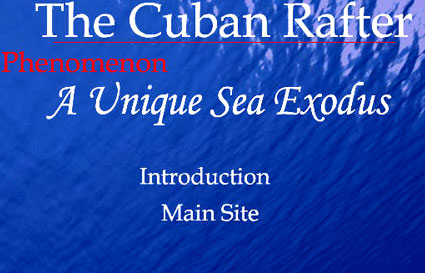 The Cuban Rafter
Phenomenon
A Unique Sea Exodus
Introduction
Main Site